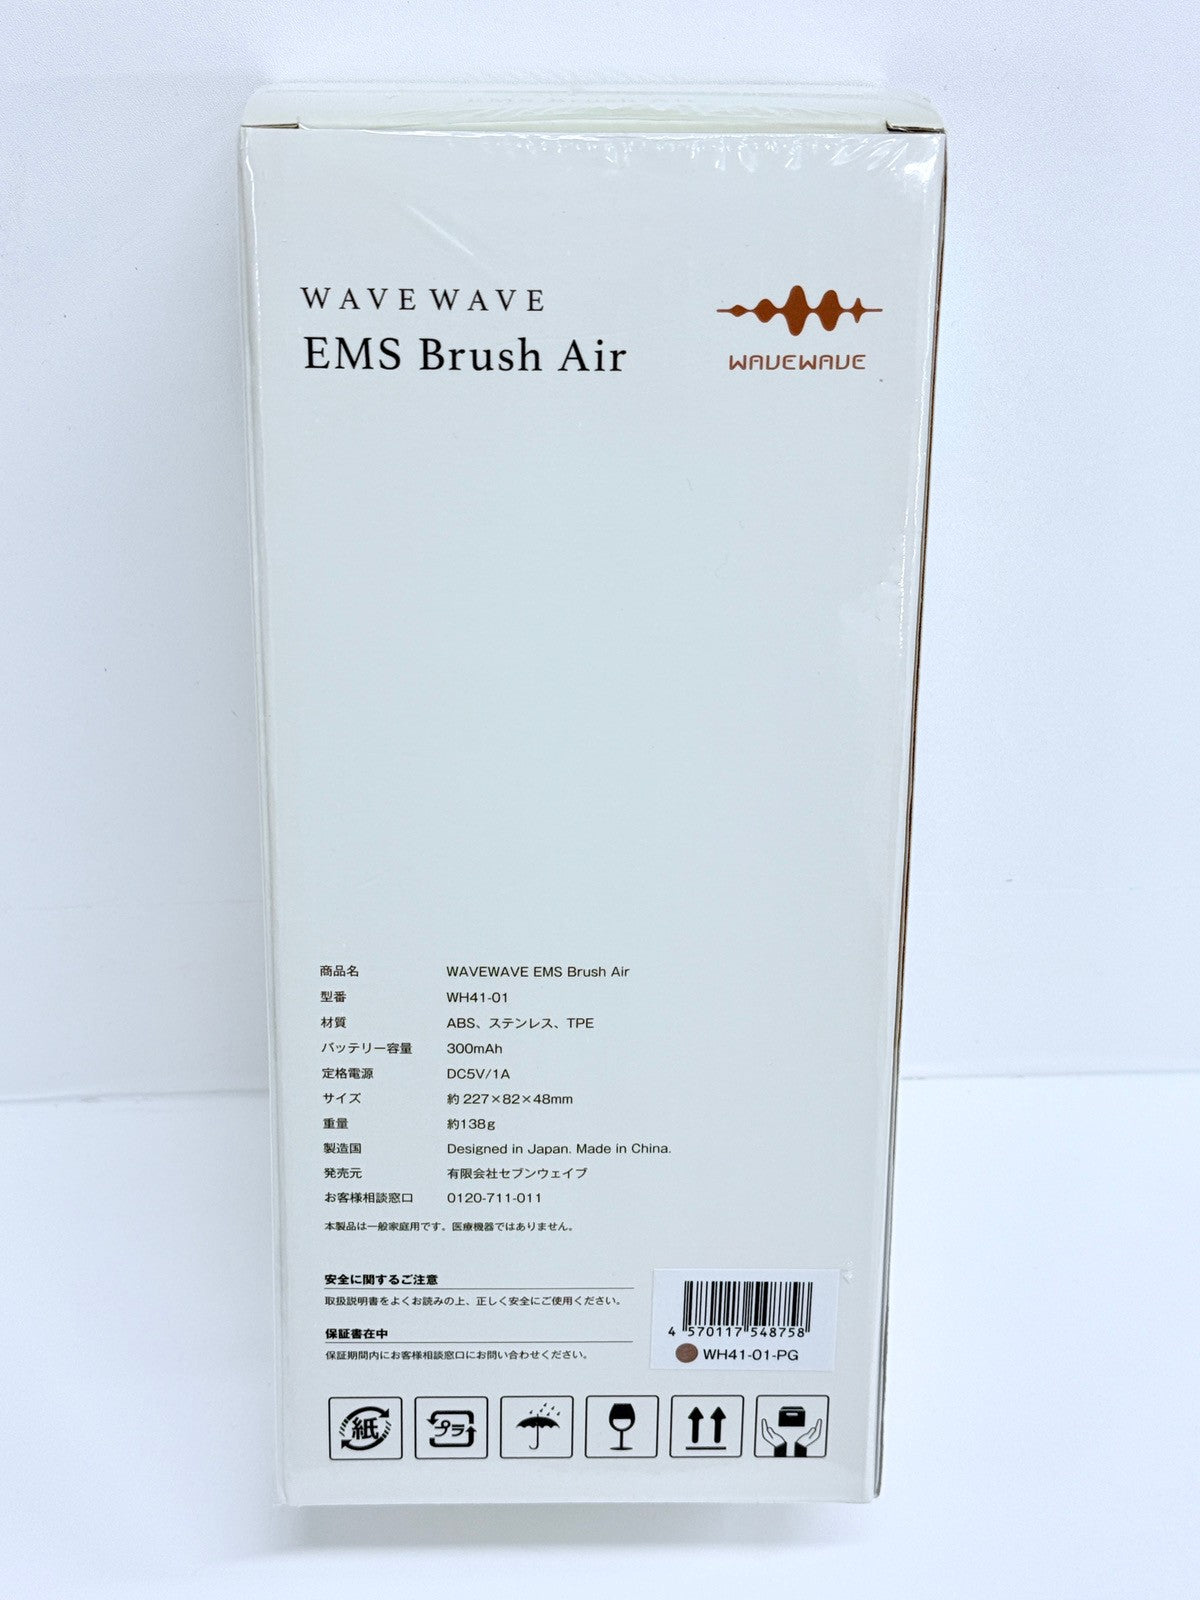 WAVEWAVE
EMS Brush Air
WAVEWAVE
商品名 WAVEWAVE EMS Brush Air
型番 WH41-01
材質 ABS、ステンレス、TPE
バッテリー容量 300mAh
定格電源 DC5V/1A
サイズ 約 227×82×48mm
重量 約138g
製造国 Designed in Japan. Made in China.
発売元 有限会社セブンウェイブ
お客様相談窓口 0120-711-011
本製品は一般家庭用です。医療機器ではありません。
安全に関するご注意
取扱説明書をよくお読みの上、正しく安全にご使用ください。
保証書在中
保証期間内にお客様相談窓口にお問い合わせください。
4 570117 548758
WH41-01-PG
紙
プラ